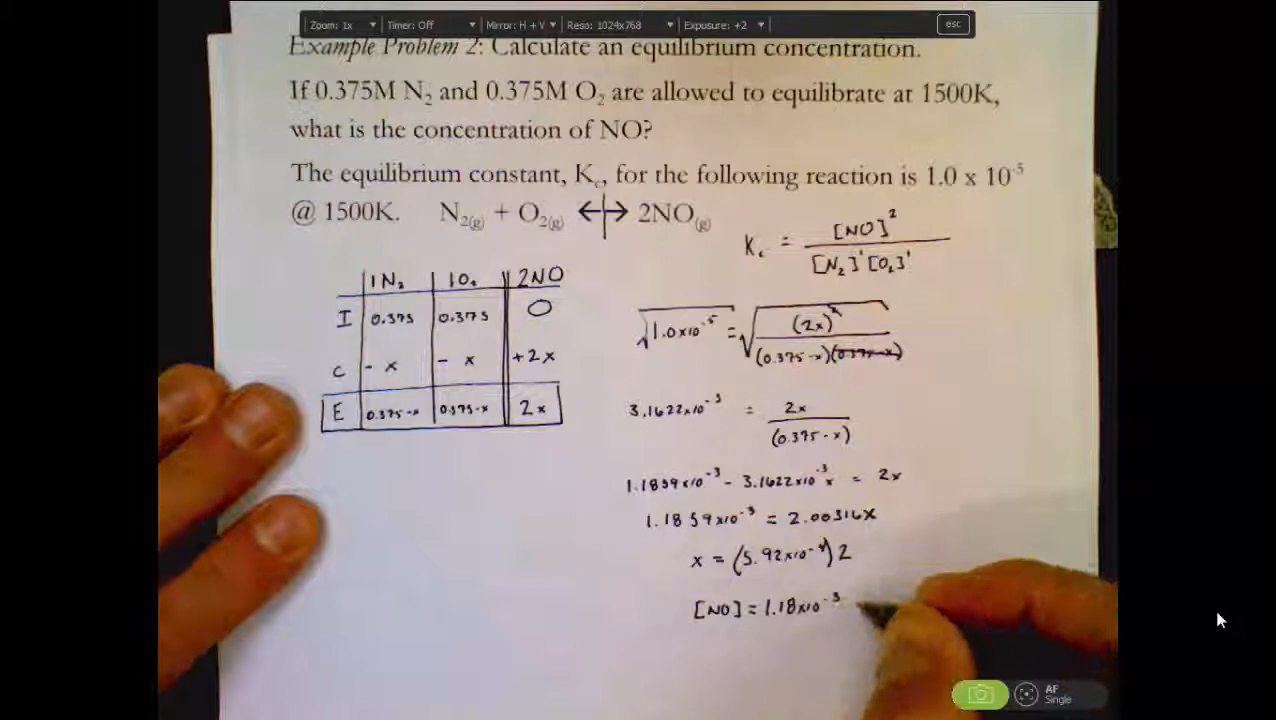 Zoom: 1x Timer: Off Mirror: H + V Reso: 1024x768 Exposure: +2 esc
Example Problem 2: Calculate an equilibrium concentration.
If 0.375M N₂ and 0.375M O₂ are allowed to equilibrate at 1500K,
what is the concentration of NO?
The equilibrium constant, K꜀, for the following reaction is 1.0 x 10⁻⁵
@ 1500K. N₂(g) + O₂(g) ↔ 2NO(g)
Kc = [NO]² / [N₂]¹[O₂]¹
1N₂ 1O₂ 2NO
I 0.375 0.375 0
C - x - x +2x
E 0.375-x 0.375-x 2x
√1.0x10⁻⁵ = √(2x)² / (0.375-x)(0.375-x)
3.1622x10⁻³ = 2x / (0.375-x)
1.1859x10⁻³ - 3.1622x10⁻³x = 2x
1.1859x10⁻³ = 2.00316x
x = (5.92x10⁻⁴)2
[NO] = 1.18x10⁻³
AF
Single